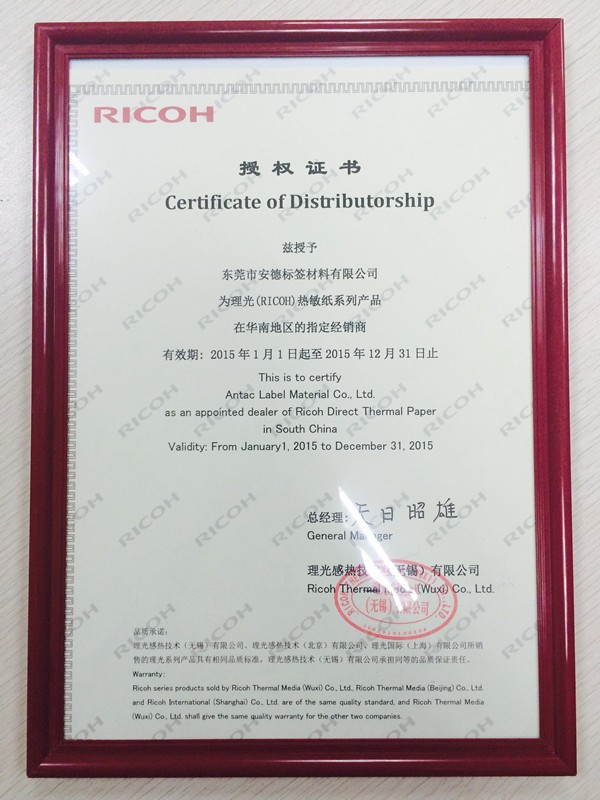 RICOH
授权证书
Certificate of Distributorship
兹授予
东莞市安德标签材料有限公司
为理光(RICOH)热敏纸系列产品
在华南地区的指定经销商
有效期: 2015年1月1日起至2015年12月31日止
This is to certify
Antac Label Material Co., Ltd.
as an appointed dealer of Ricoh Direct Thermal Paper
in South China
Validity: From January1, 2015 to December 31, 2015
总经理: 天日昭雄
General Manager
理光感热技术（无锡）有限公司
Ricoh Thermal Media (Wuxi) Co., Ltd.
(无锡)有限公司
品质承诺:
理光感热技术（无锡）有限公司、理光感热技术（北京）有限公司、理光国际（上海）有限公司所销
售的理光系列产品具有相同品质标准, 理光感热技术（无锡）有限公司承担同等的品质保证责任。
Warranty:
Ricoh series products sold by Ricoh Thermal Media (Wuxi) Co., Ltd., Ricoh Thermal Media (Beijing) Co., Ltd.
and Ricoh International (Shanghai) Co., Ltd. are of the same quality standard, and Ricoh Thermal Media
(Wuxi) Co., Ltd. shall give the same quality warranty for the other two companies.